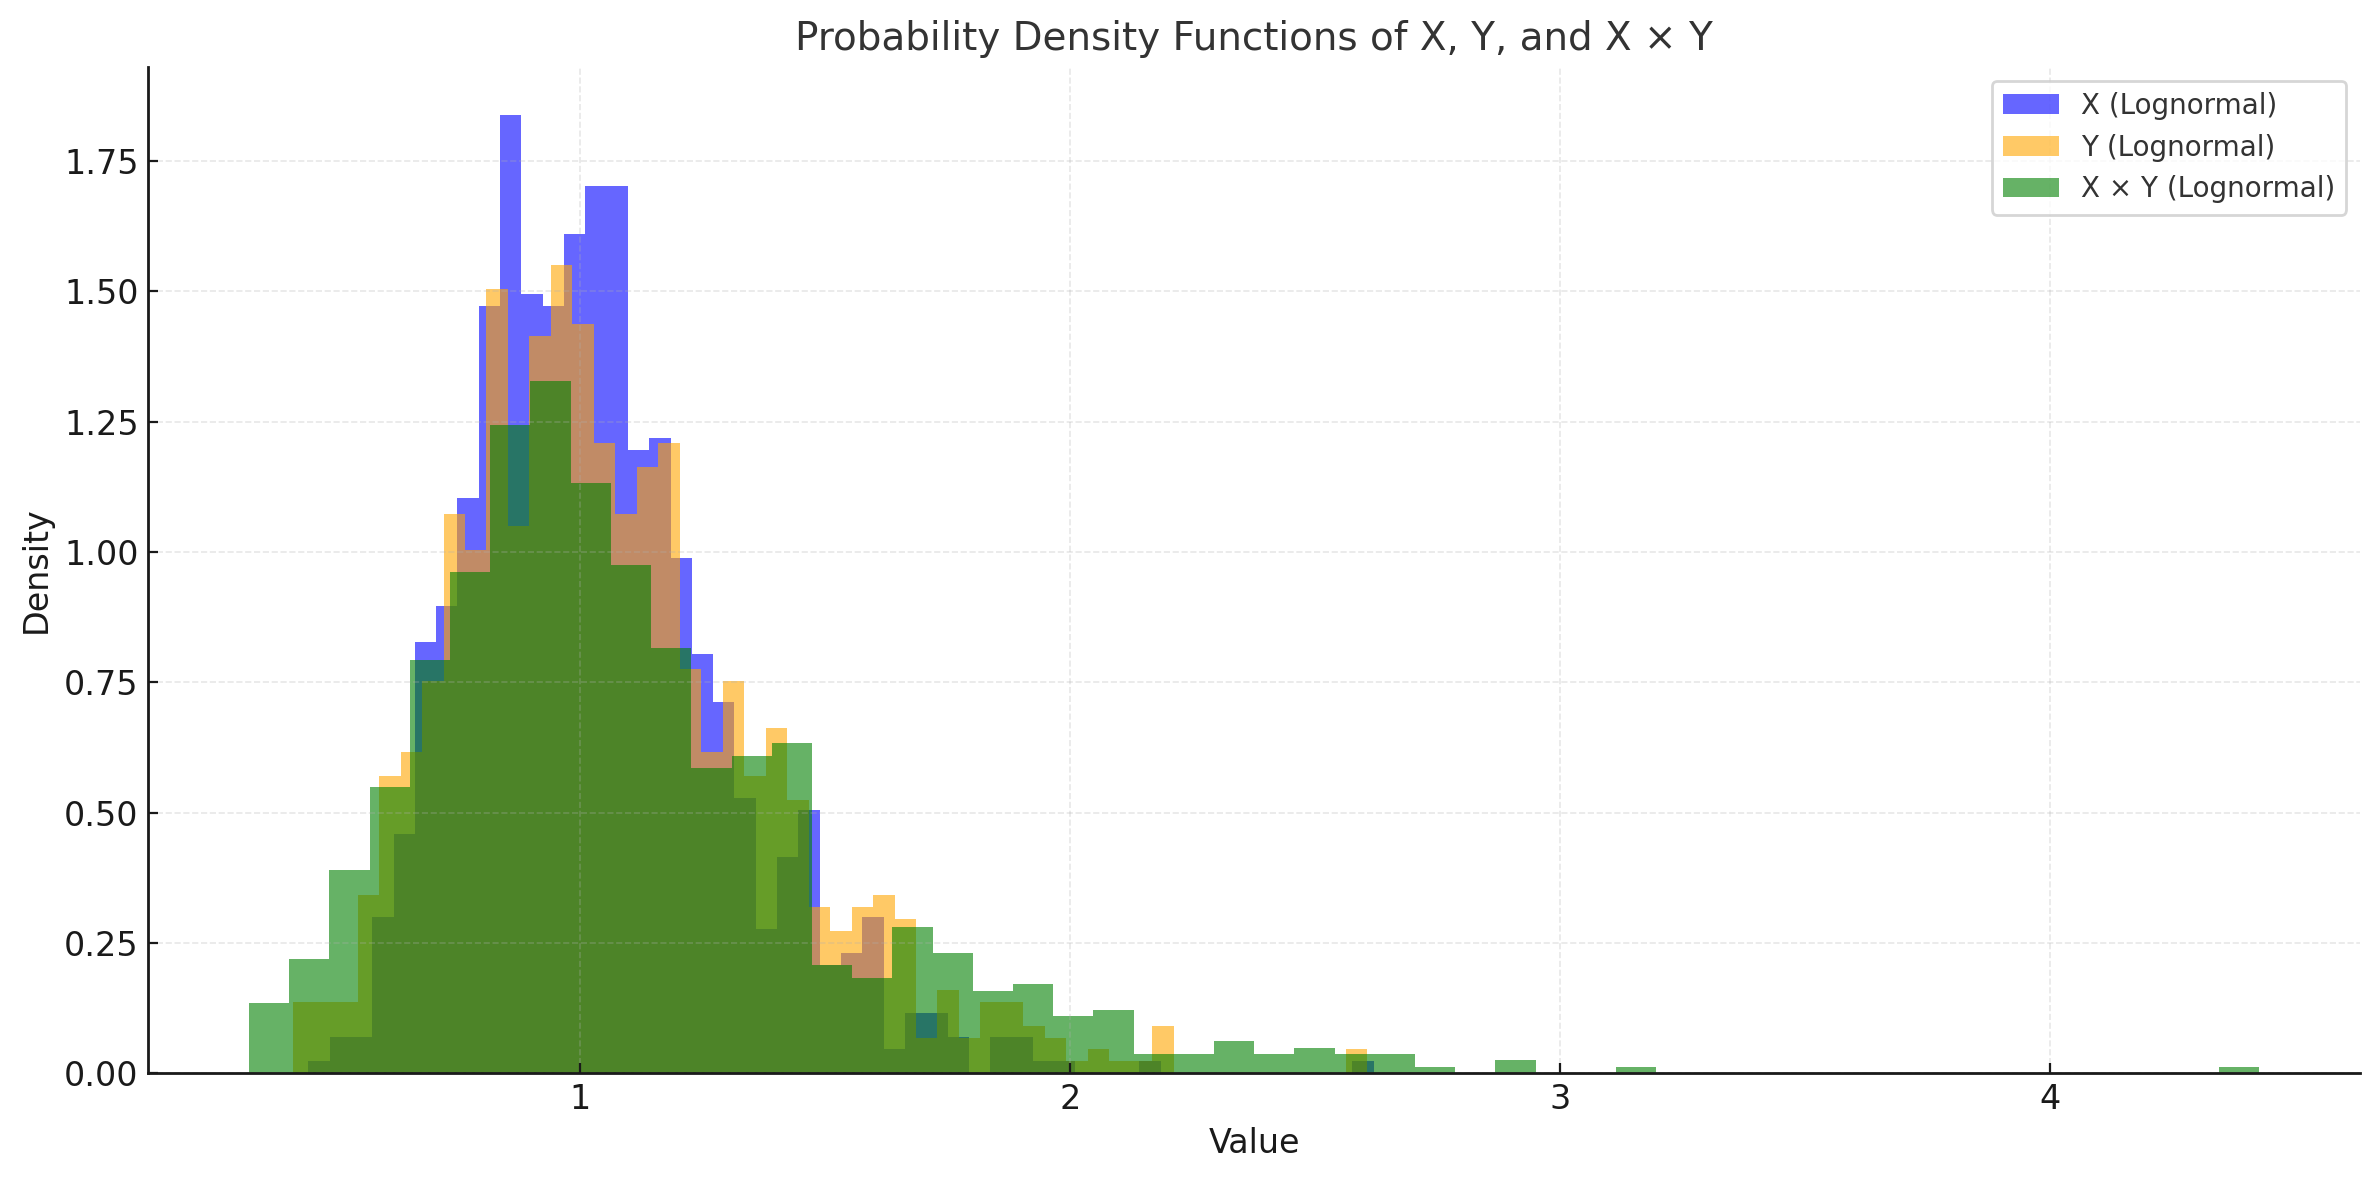 Probability Density Functions of X, Y, and X × Y
X (Lognormal)
Y (Lognormal)
X × Y (Lognormal)
1.75
1.50
1.25
1.00
0.75
0.50
0.25
0.00
Density
1 2 3 4
Value